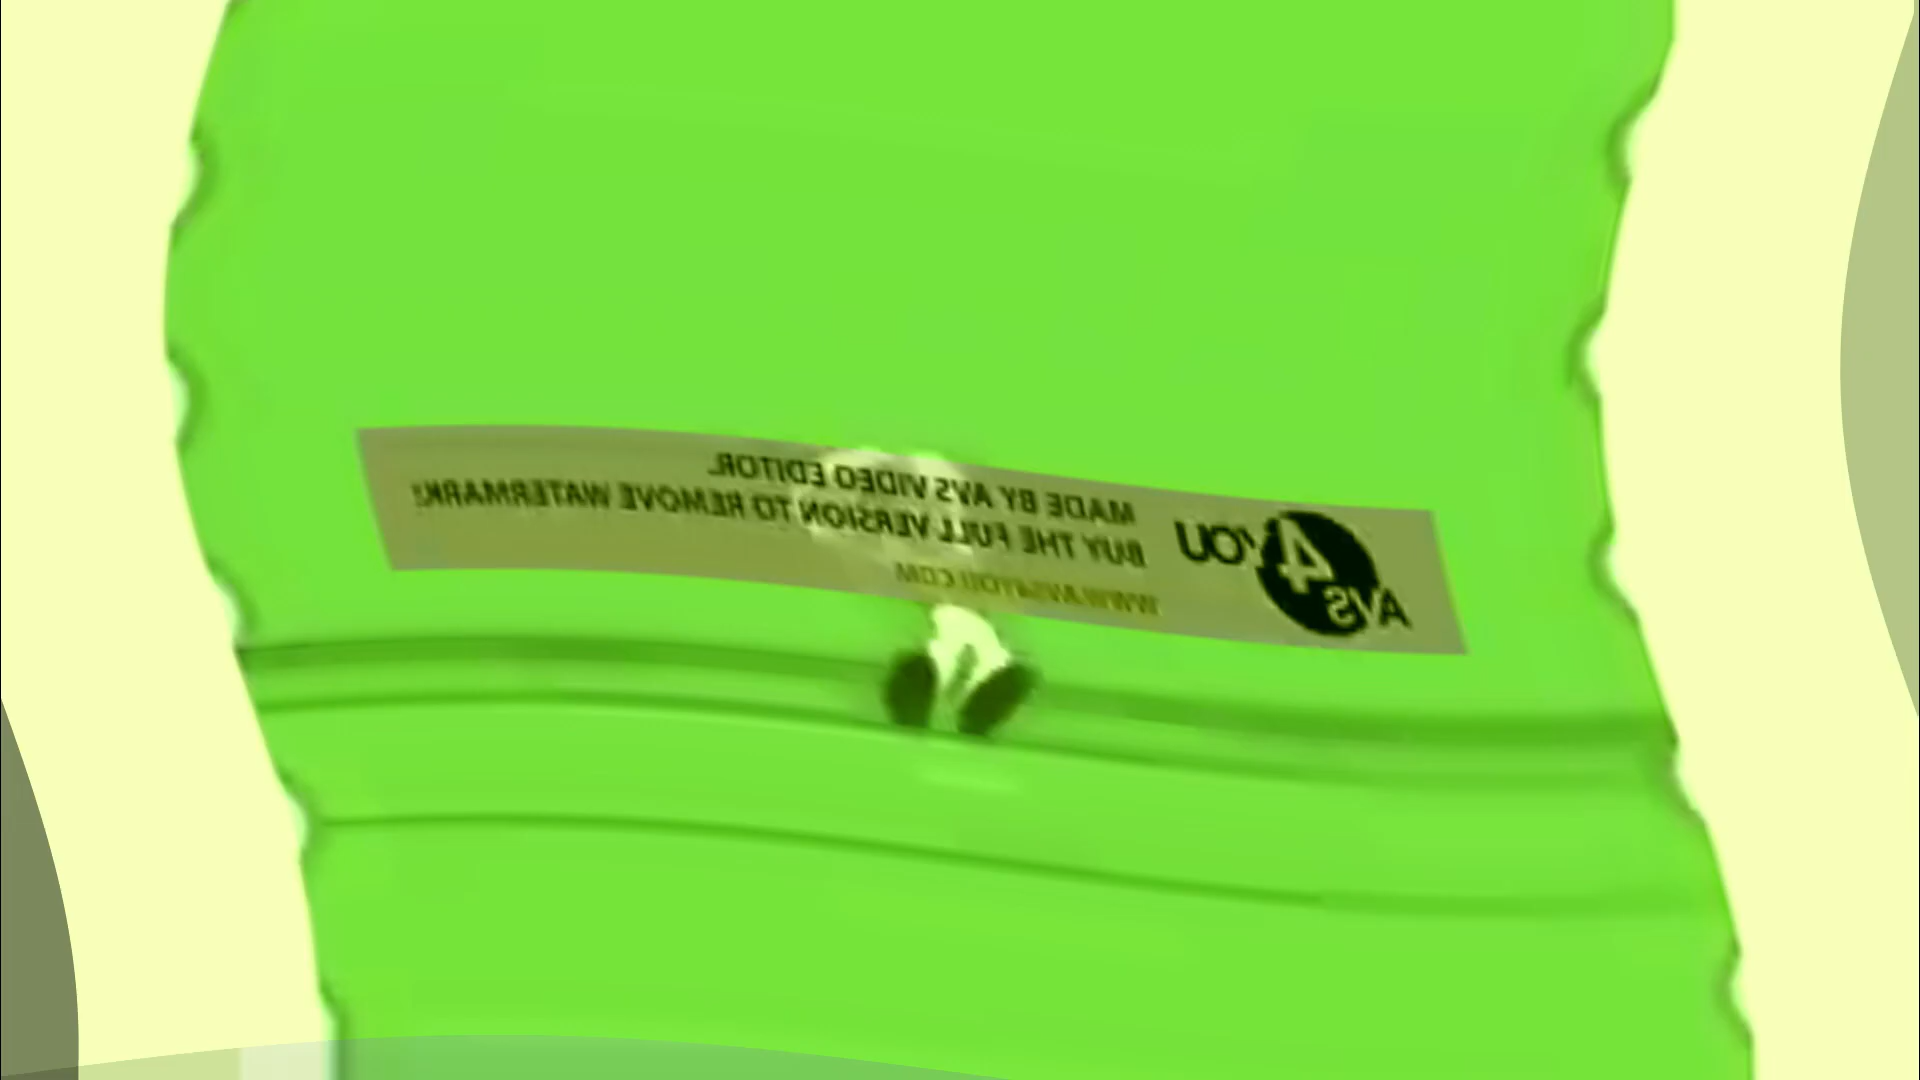 AVS
4
YOU
MADE BY AVS VIDEO EDITOR.
BUY THE FULL VERSION TO REMOVE WATERMARK!
WWW.AVS4YOU.COM